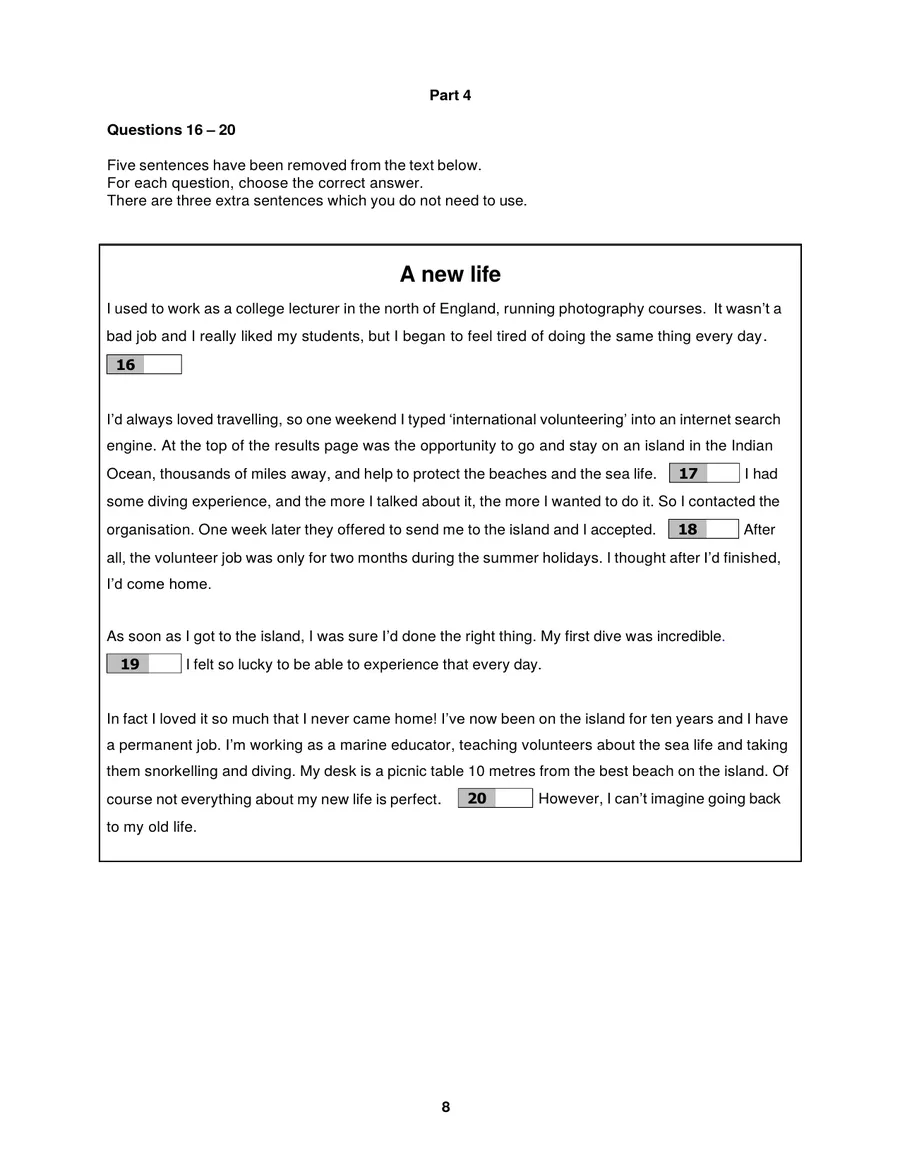 Part 4
Questions 16 – 20
Five sentences have been removed from the text below.
For each question, choose the correct answer.
There are three extra sentences which you do not need to use.
A new life
I used to work as a college lecturer in the north of England, running photography courses. It wasn't a
bad job and I really liked my students, but I began to feel tired of doing the same thing every day.
16
I'd always loved travelling, so one weekend I typed 'international volunteering' into an internet search
engine. At the top of the results page was the opportunity to go and stay on an island in the Indian
Ocean, thousands of miles away, and help to protect the beaches and the sea life. 17 I had
some diving experience, and the more I talked about it, the more I wanted to do it. So I contacted the
organisation. One week later they offered to send me to the island and I accepted. 18 After
all, the volunteer job was only for two months during the summer holidays. I thought after I'd finished,
I'd come home.
As soon as I got to the island, I was sure I'd done the right thing. My first dive was incredible.
19 I felt so lucky to be able to experience that every day.
In fact I loved it so much that I never came home! I've now been on the island for ten years and I have
a permanent job. I'm working as a marine educator, teaching volunteers about the sea life and taking
them snorkelling and diving. My desk is a picnic table 10 metres from the best beach on the island. Of
course not everything about my new life is perfect. 20 However, I can't imagine going back
to my old life.
8